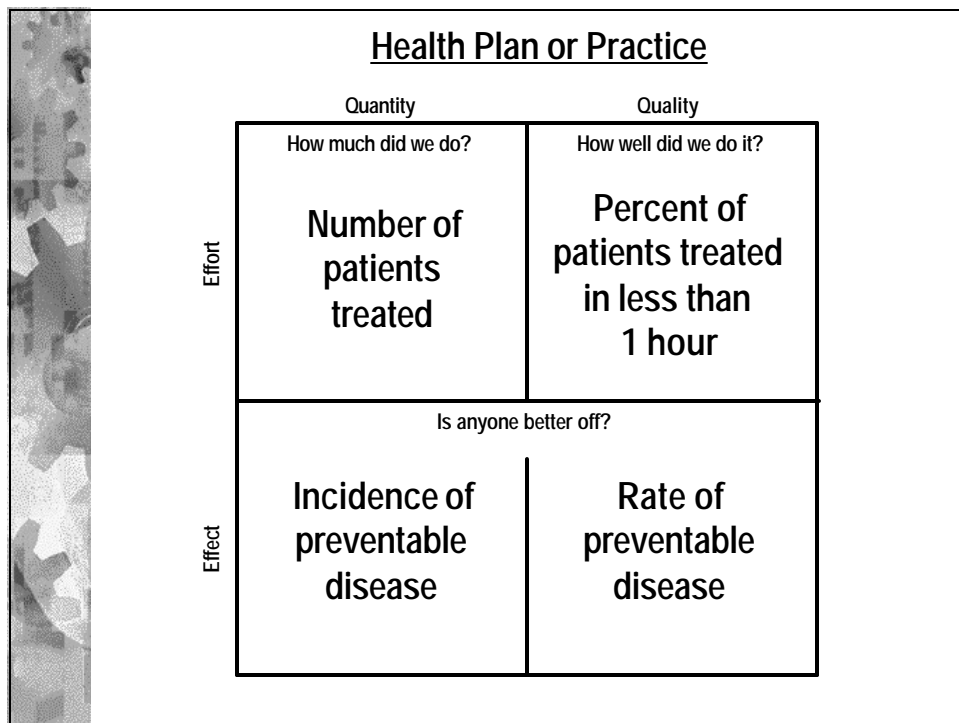 Health Plan or Practice
Quantity
Quality
How much did we do?
How well did we do it?
Effort
Number of
patients
treated
Percent of
patients treated
in less than
1 hour
Is anyone better off?
Effect
Incidence of
preventable
disease
Rate of
preventable
disease